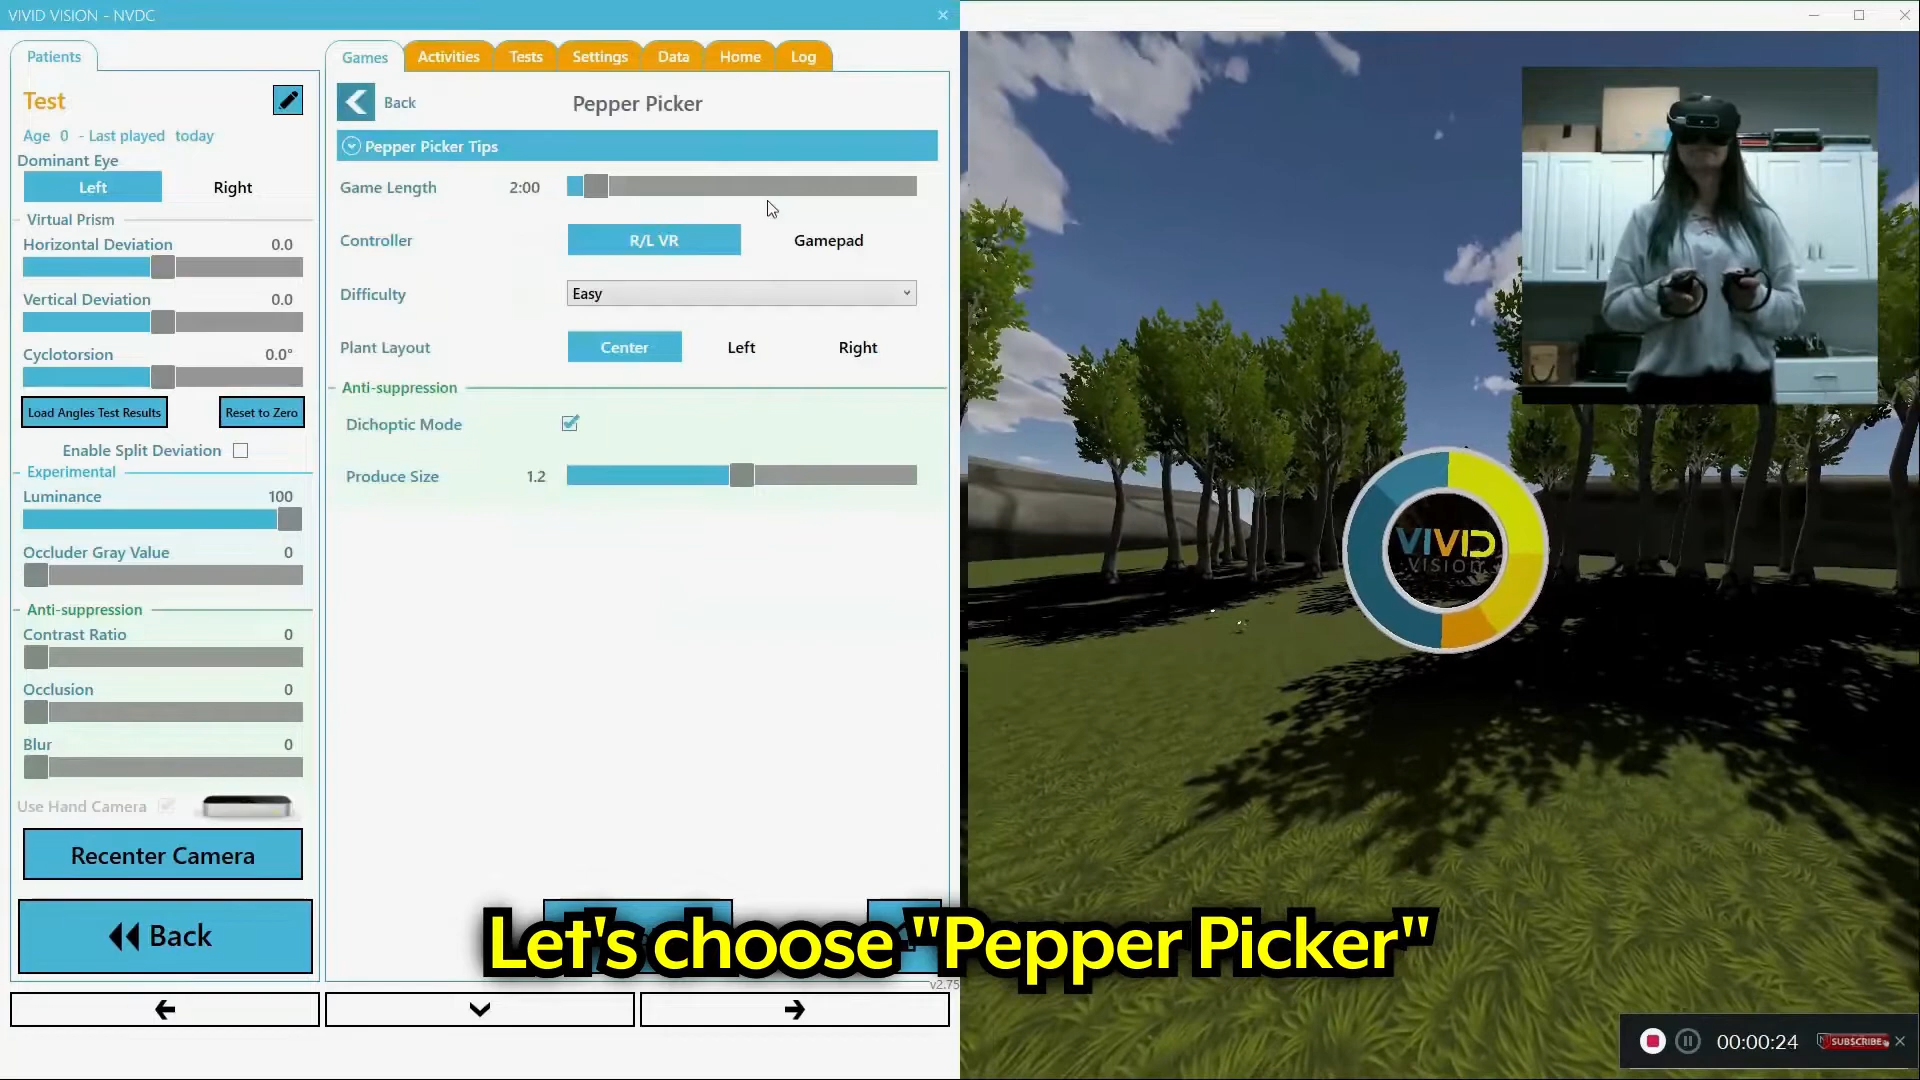 VIVID VISION - NVDC
Patients
Test
Age 0 - Last played today
Dominant Eye
Left Right
Virtual Prism
Horizontal Deviation 0.0
Vertical Deviation 0.0
Cyclotorsion 0.0°
Load Angles Test Results Reset to Zero
Enable Split Deviation
Experimental
Luminance 100
Occluder Gray Value 0
Anti-suppression
Contrast Ratio 0
Occlusion 0
Blur 0
Use Hand Camera
Recenter Camera
Back
Games Activities Tests Settings Data Home Log
Back Pepper Picker
Pepper Picker Tips
Game Length 2:00
Controller R/L VR Gamepad
Difficulty Easy
Plant Layout Center Left Right
Anti-suppression
Dichoptic Mode
Produce Size 1.2
v2.75
VIVID
VISION
Let's choose "Pepper Picker"
00:00:24 SUBSCRIBE